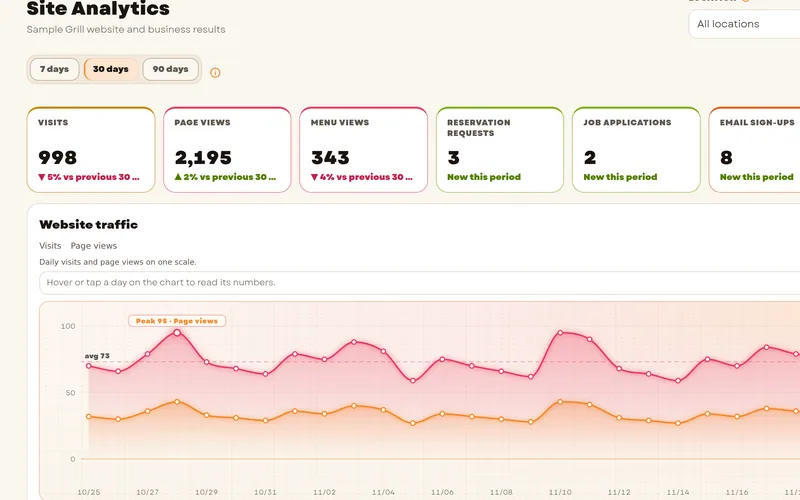 Site Analytics
Sample Grill website and business results
All locations
7 days
30 days
90 days
VISITS
998
▼ 5% vs previous 30 ...
PAGE VIEWS
2,195
▲ 2% vs previous 30 ...
MENU VIEWS
343
▼ 4% vs previous 30 ...
RESERVATION
REQUESTS
3
New this period
JOB APPLICATIONS
2
New this period
EMAIL SIGN-UPS
8
New this period
Website traffic
Visits Page views
Daily visits and page views on one scale.
Hover or tap a day on the chart to read its numbers.
Peak 95 · Page views
100
avg 73
50
0
10/25 10/27 10/29 10/31 11/02 11/04 11/06 11/08 11/10 11/12 11/14 11/16